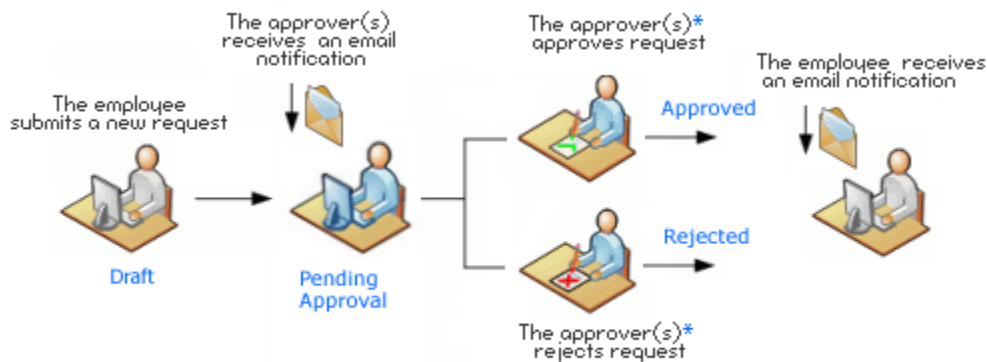 The employee
submits a new request
Draft
The approver(s)
receives an email
notification
Pending
Approval
The approver(s)*
approves request
Approved
Rejected
The approver(s)*
rejects request
The employee receives
an email notification